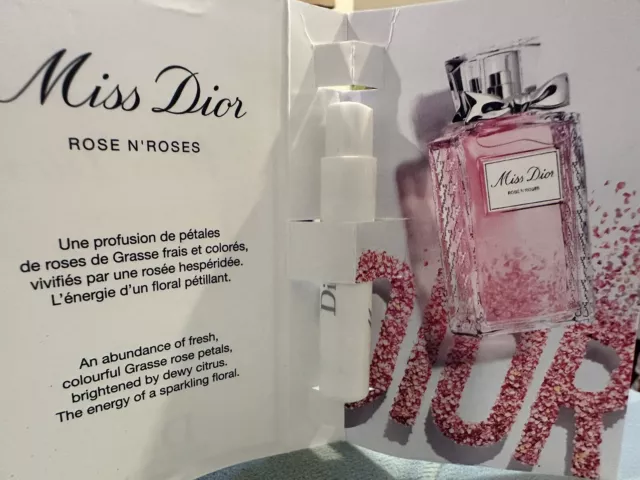 Miss Dior
ROSE N'ROSES
Une profusion de pétales
de roses de Grasse frais et colorés,
vivifiés par une rosée hespéridée.
L'énergie d'un floral pétillant.
An abundance of fresh,
colourful Grasse rose petals,
brightened by dewy citrus.
The energy of a sparkling floral.
Di
Miss Dior
ROSE N'ROSES
DIOR